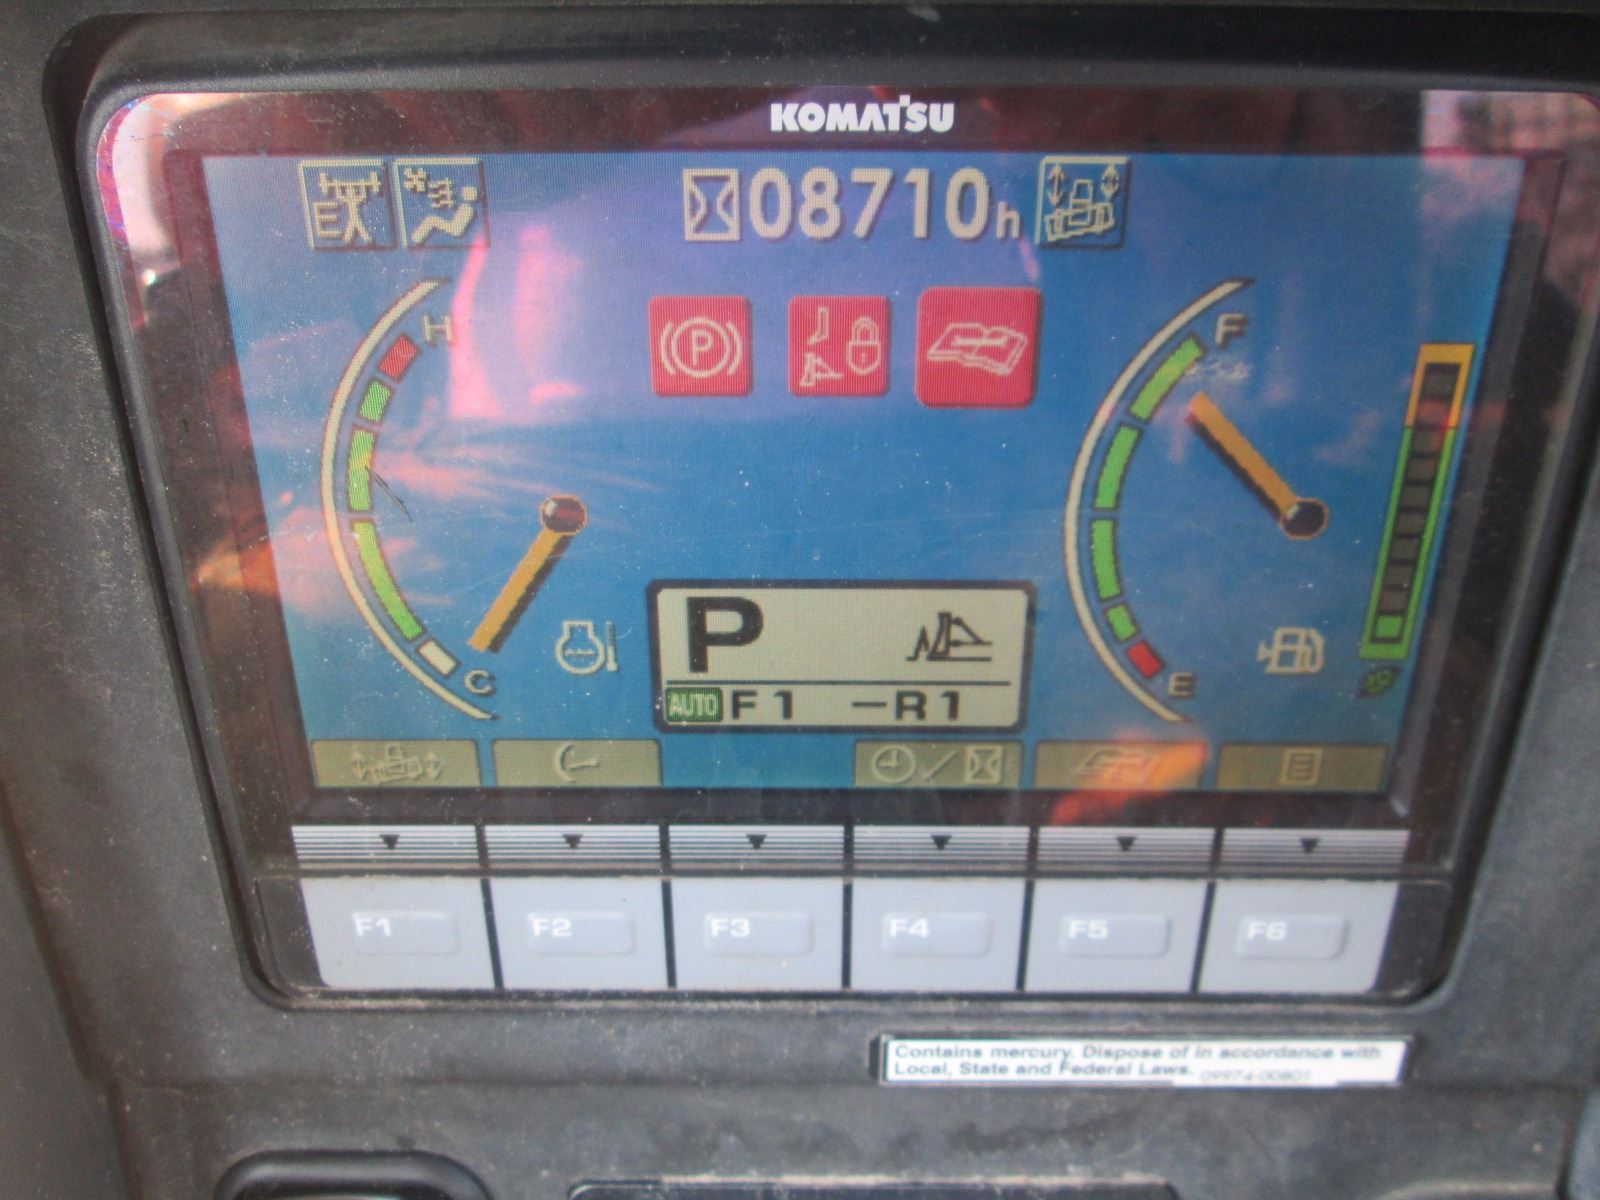 KOMATSU
EX 08710h
H P F
P
C E
AUTO F1 -R1
F1 F2 F3 F4 F5 F6
Contains mercury. Dispose of in accordance with
Local, State and Federal Laws. 09974-00801